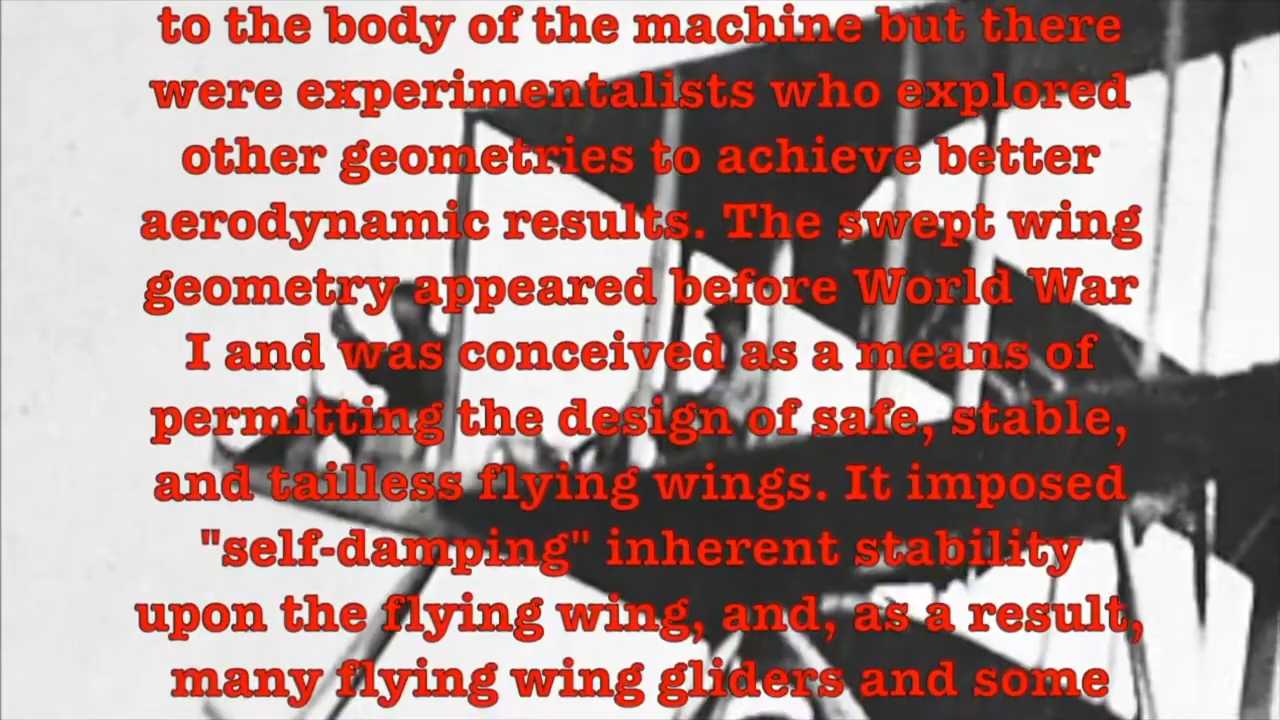 to the body of the machine but there
were experimentalists who explored
other geometries to achieve better
aerodynamic results. The swept wing
geometry appeared before World War
I and was conceived as a means of
permitting the design of safe, stable,
and tailless flying wings. It imposed
"self-damping" inherent stability
upon the flying wing, and, as a result,
many flying wing gliders and some